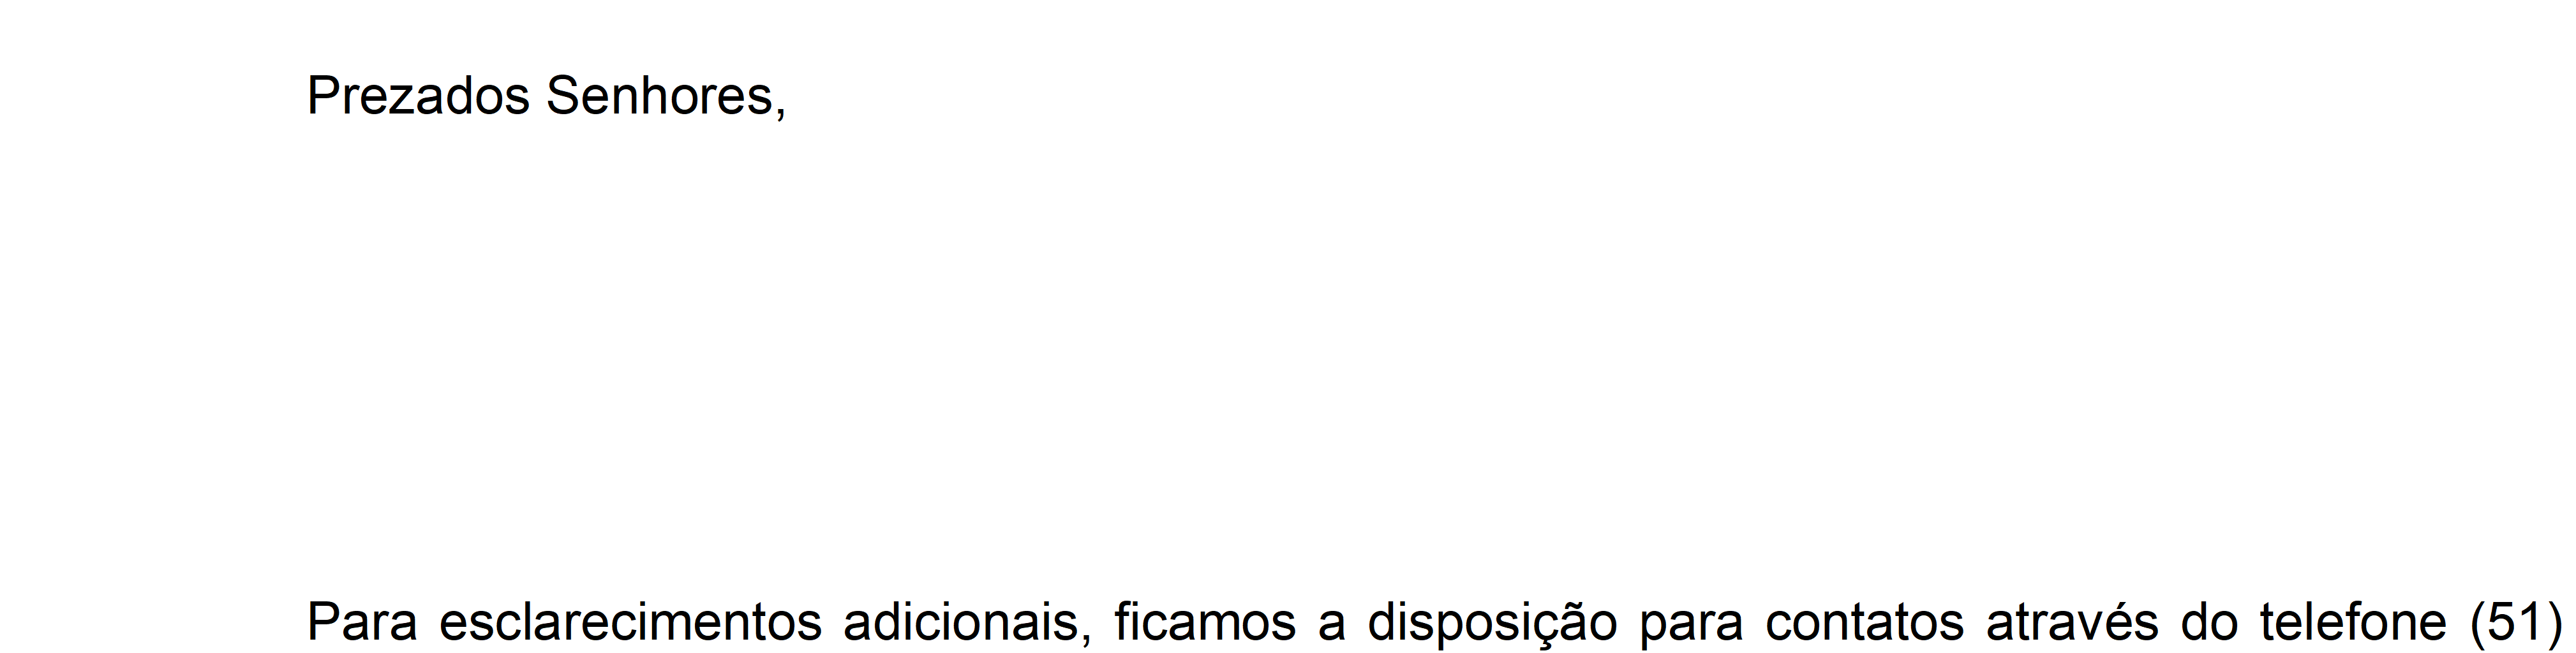 Prezados Senhores,
Para esclarecimentos adicionais, ficamos a disposição para contatos através do telefone (51)